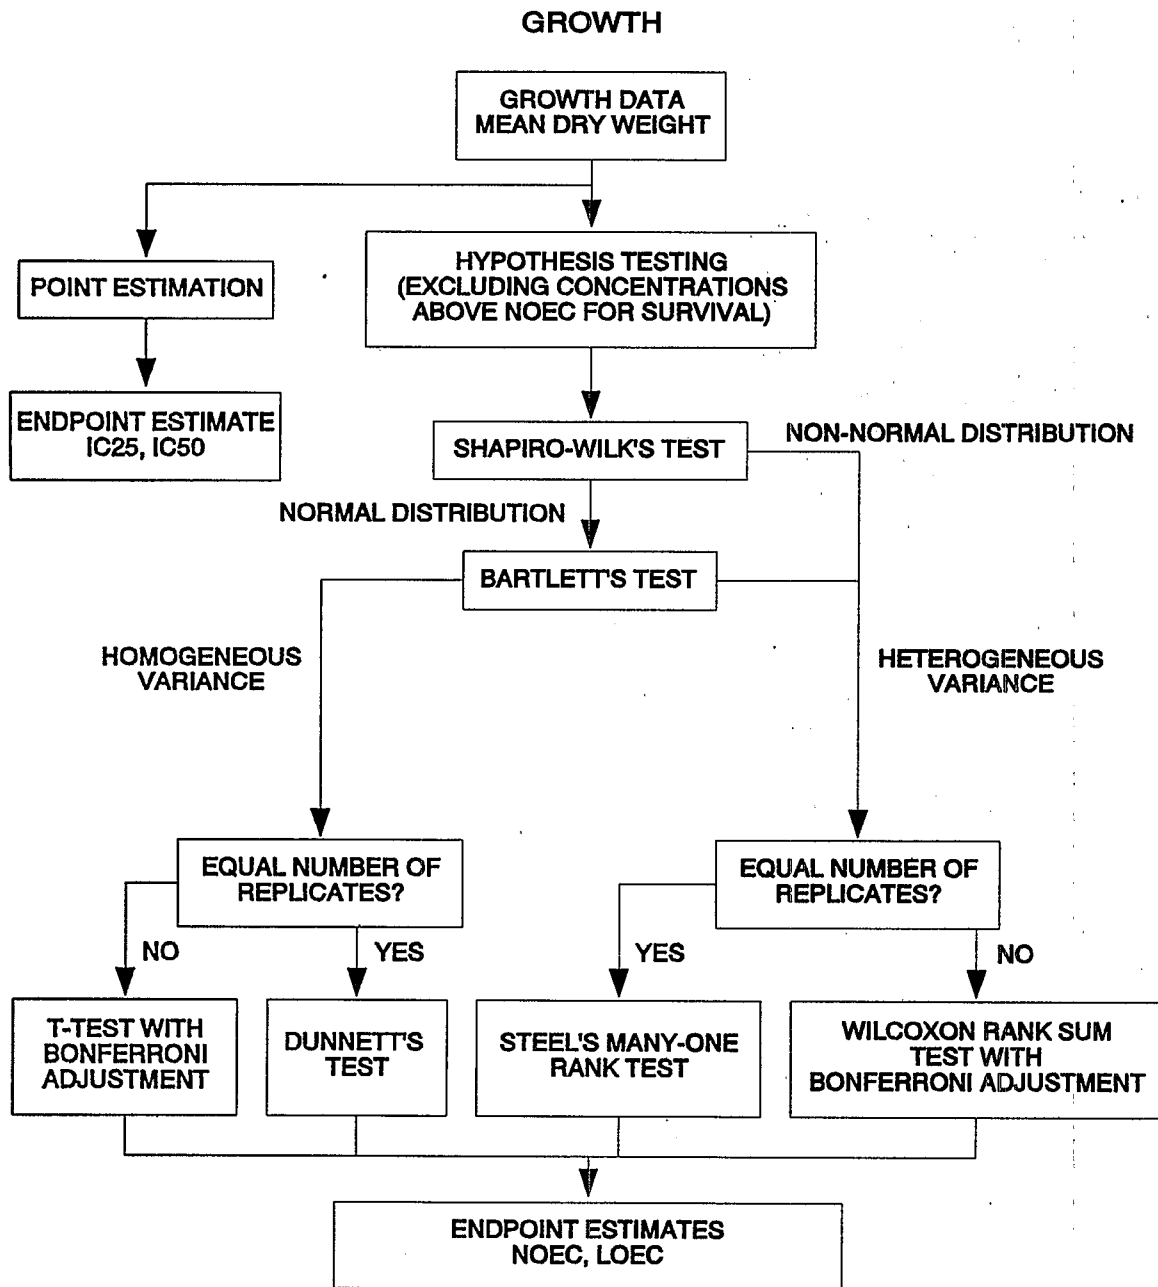 GROWTH
GROWTH DATA
MEAN DRY WEIGHT
POINT ESTIMATION
HYPOTHESIS TESTING
(EXCLUDING CONCENTRATIONS
ABOVE NOEC FOR SURVIVAL)
ENDPOINT ESTIMATE
IC25, IC50
SHAPIRO-WILK'S TEST
NON-NORMAL DISTRIBUTION
NORMAL DISTRIBUTION
BARTLETT'S TEST
HOMOGENEOUS
VARIANCE
HETEROGENEOUS
VARIANCE
EQUAL NUMBER OF
REPLICATES?
EQUAL NUMBER OF
REPLICATES?
NO
YES
YES
NO
T-TEST WITH
BONFERRONI
ADJUSTMENT
DUNNETT'S
TEST
STEEL'S MANY-ONE
RANK TEST
WILCOXON RANK SUM
TEST WITH
BONFERRONI ADJUSTMENT
ENDPOINT ESTIMATES
NOEC, LOEC